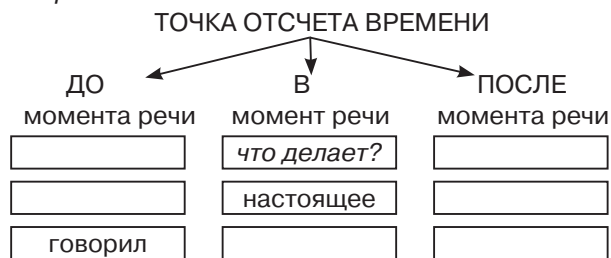 ТОЧКА ОТСЧЕТА ВРЕМЕНИ
ДО В ПОСЛЕ
момента речи момент речи момента речи
что делает?
настоящее
говорил